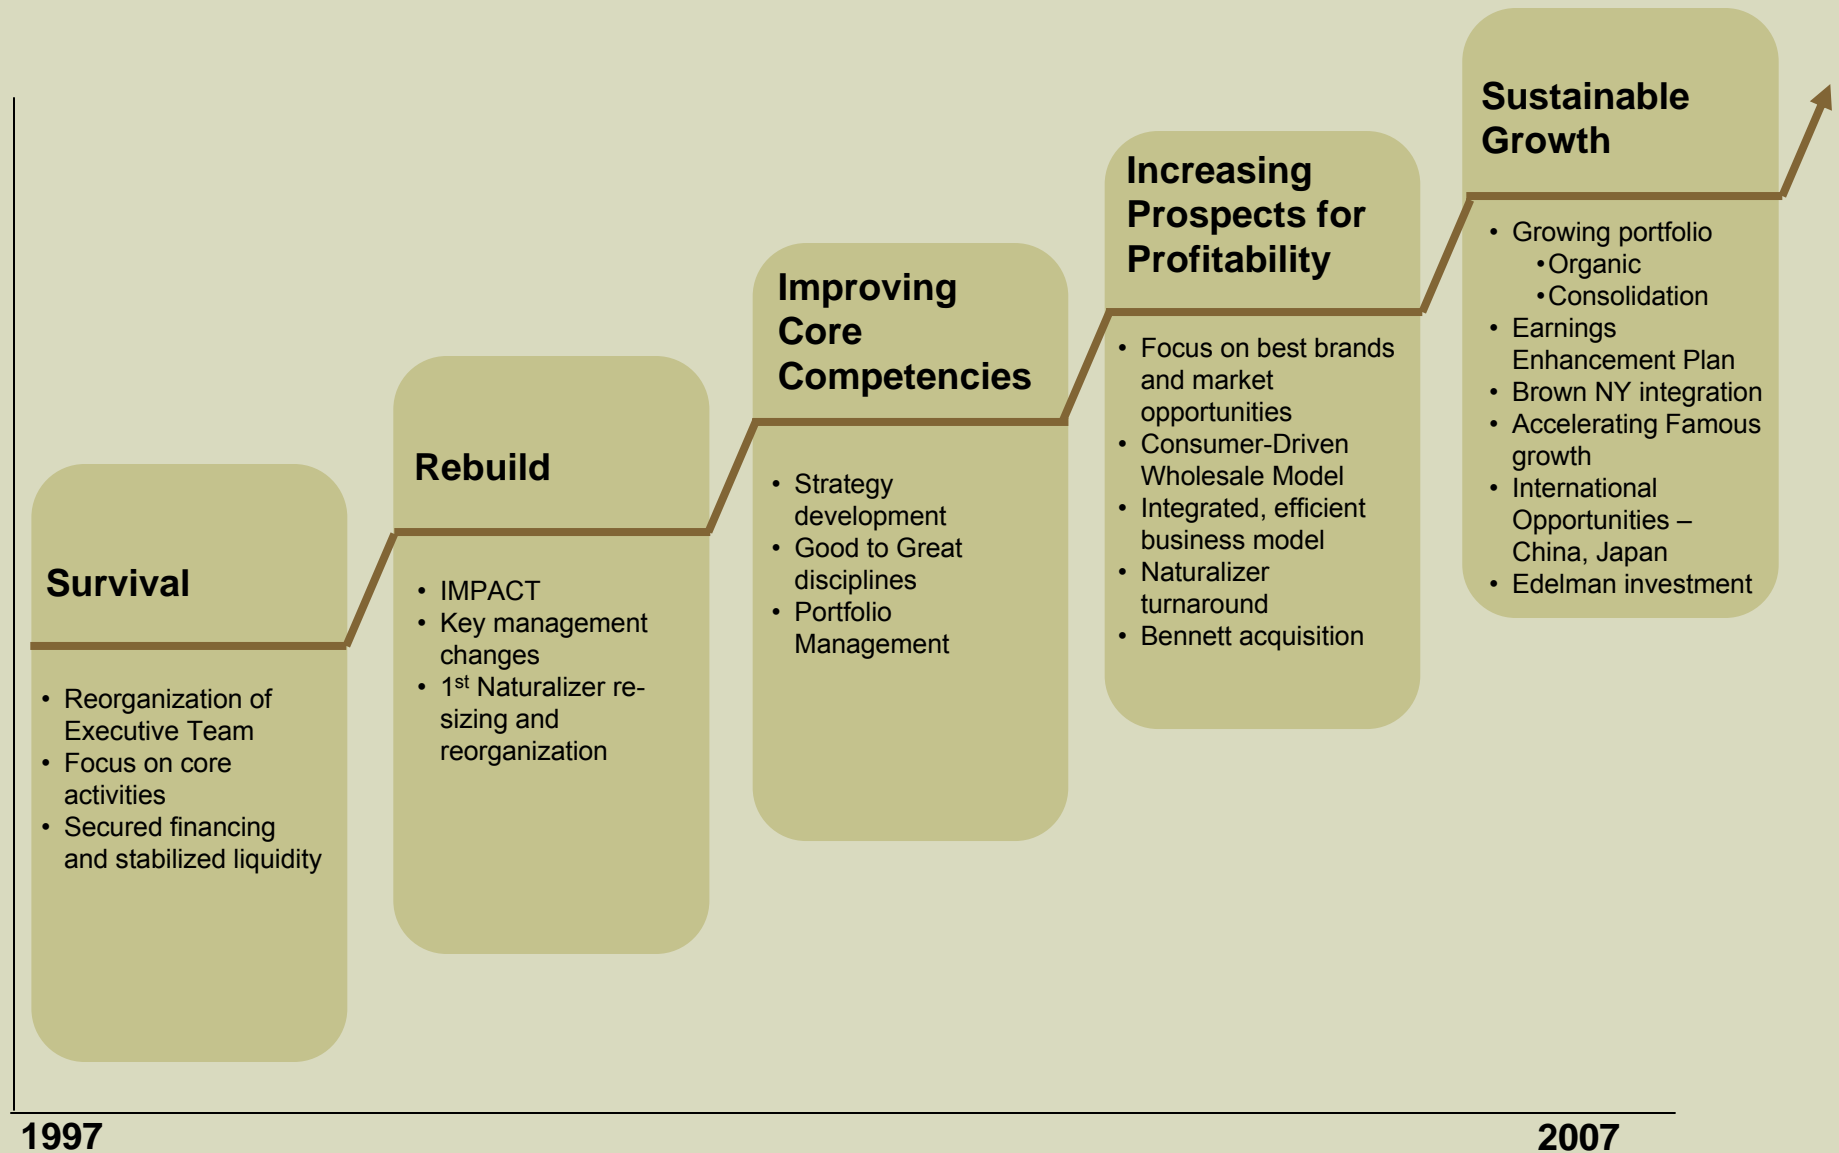 Survival
• Reorganization of
Executive Team
• Focus on core
activities
• Secured financing
and stabilized liquidity
Rebuild
• IMPACT
• Key management
changes
• 1st Naturalizer re-
sizing and
reorganization
Improving
Core
Competencies
• Strategy
development
• Good to Great
disciplines
• Portfolio
Management
Increasing
Prospects for
Profitability
• Focus on best brands
and market
opportunities
• Consumer-Driven
Wholesale Model
• Integrated, efficient
business model
• Naturalizer
turnaround
• Bennett acquisition
Sustainable
Growth
• Growing portfolio
•Organic
•Consolidation
• Earnings
Enhancement Plan
• Brown NY integration
• Accelerating Famous
growth
• International
Opportunities –
China, Japan
• Edelman investment
1997
2007